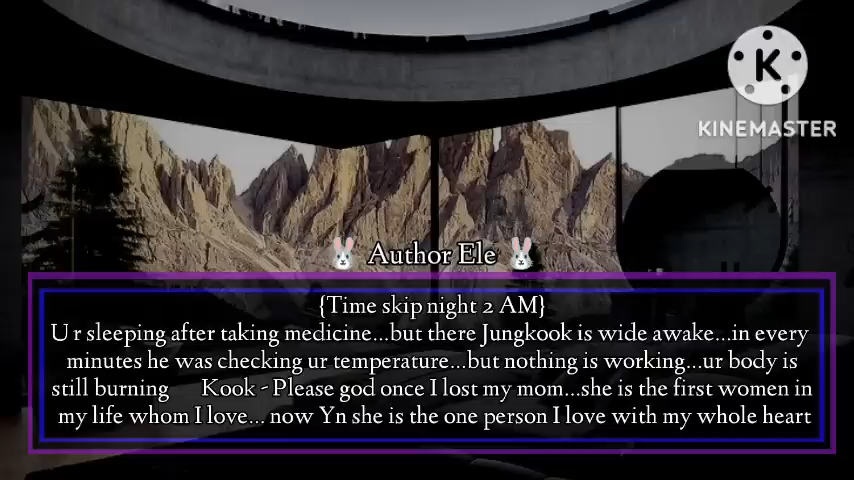 K
KINEMASTER
🐰 Author Ele 🐰
{Time skip night 2 AM}
U r sleeping after taking medicine...but there Jungkook is wide awake...in every
minutes he was checking ur temperature...but nothing is working...ur body is
still burning Kook - Please god once I lost my mom...she is the first women in
my life whom I love... now Yn she is the one person I love with my whole heart